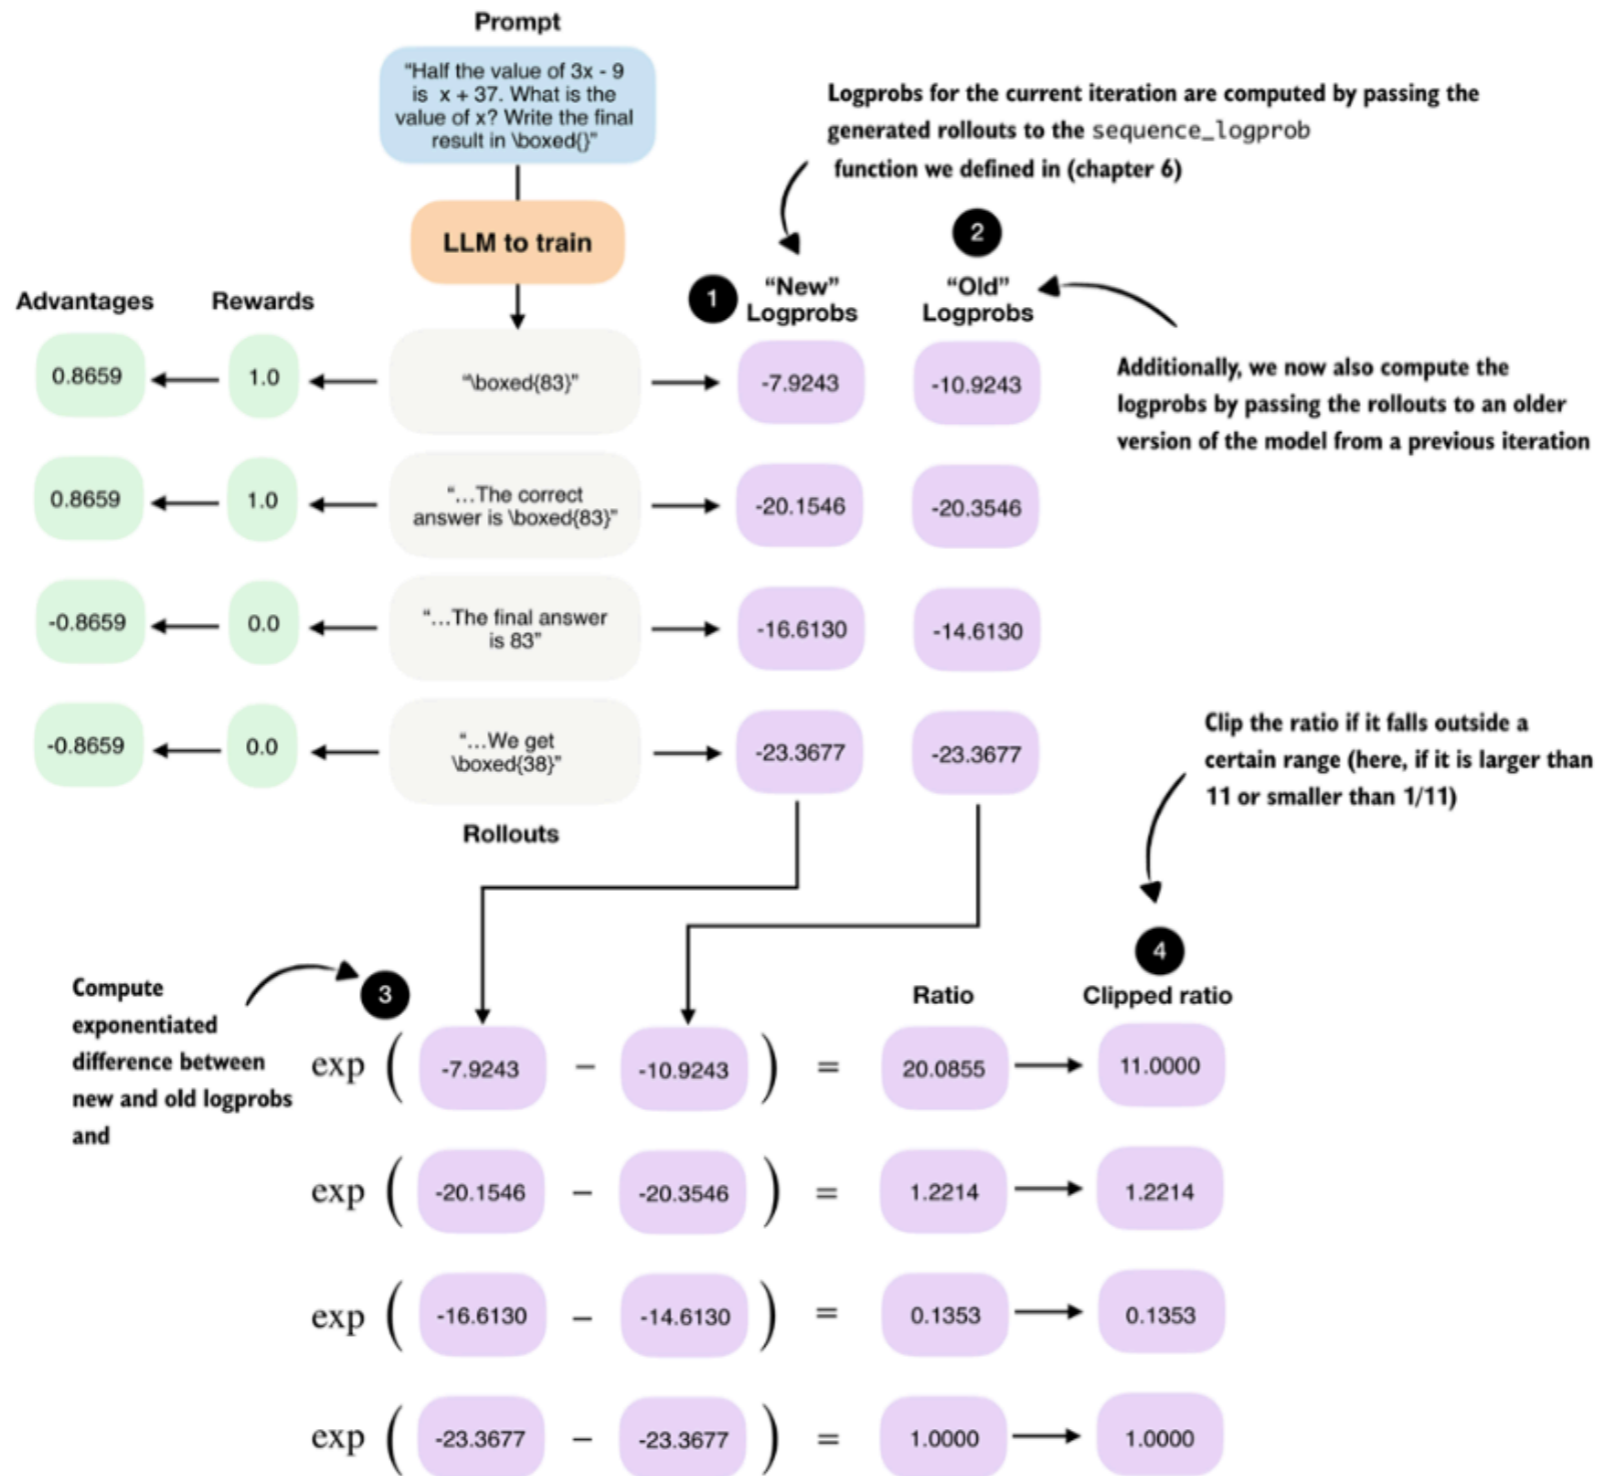 Prompt
“Half the value of 3x - 9
is x + 37. What is the
value of x? Write the final
result in \boxed{}”
Logprobs for the current iteration are computed by passing the
generated rollouts to the sequence_logprob
function we defined in (chapter 6)
LLM to train
2
1
“New”
Logprobs
“Old”
Logprobs
Advantages
Rewards
Additionally, we now also compute the
logprobs by passing the rollouts to an older
version of the model from a previous iteration
0.8659
1.0
“\boxed{83}”
-7.9243
-10.9243
0.8659
1.0
“...The correct
answer is \boxed{83}”
-20.1546
-20.3546
-0.8659
0.0
“...The final answer
is 83”
-16.6130
-14.6130
-0.8659
0.0
“...We get
\boxed{38}”
-23.3677
-23.3677
Rollouts
Clip the ratio if it falls outside a
certain range (here, if it is larger than
11 or smaller than 1/11)
4
Compute
exponentiated
difference between
new and old logprobs
and
3
Ratio
Clipped ratio
exp ( -7.9243 − -10.9243 ) = 20.0855 11.0000
exp ( -20.1546 − -20.3546 ) = 1.2214 1.2214
exp ( -16.6130 − -14.6130 ) = 0.1353 0.1353
exp ( -23.3677 − -23.3677 ) = 1.0000 1.0000